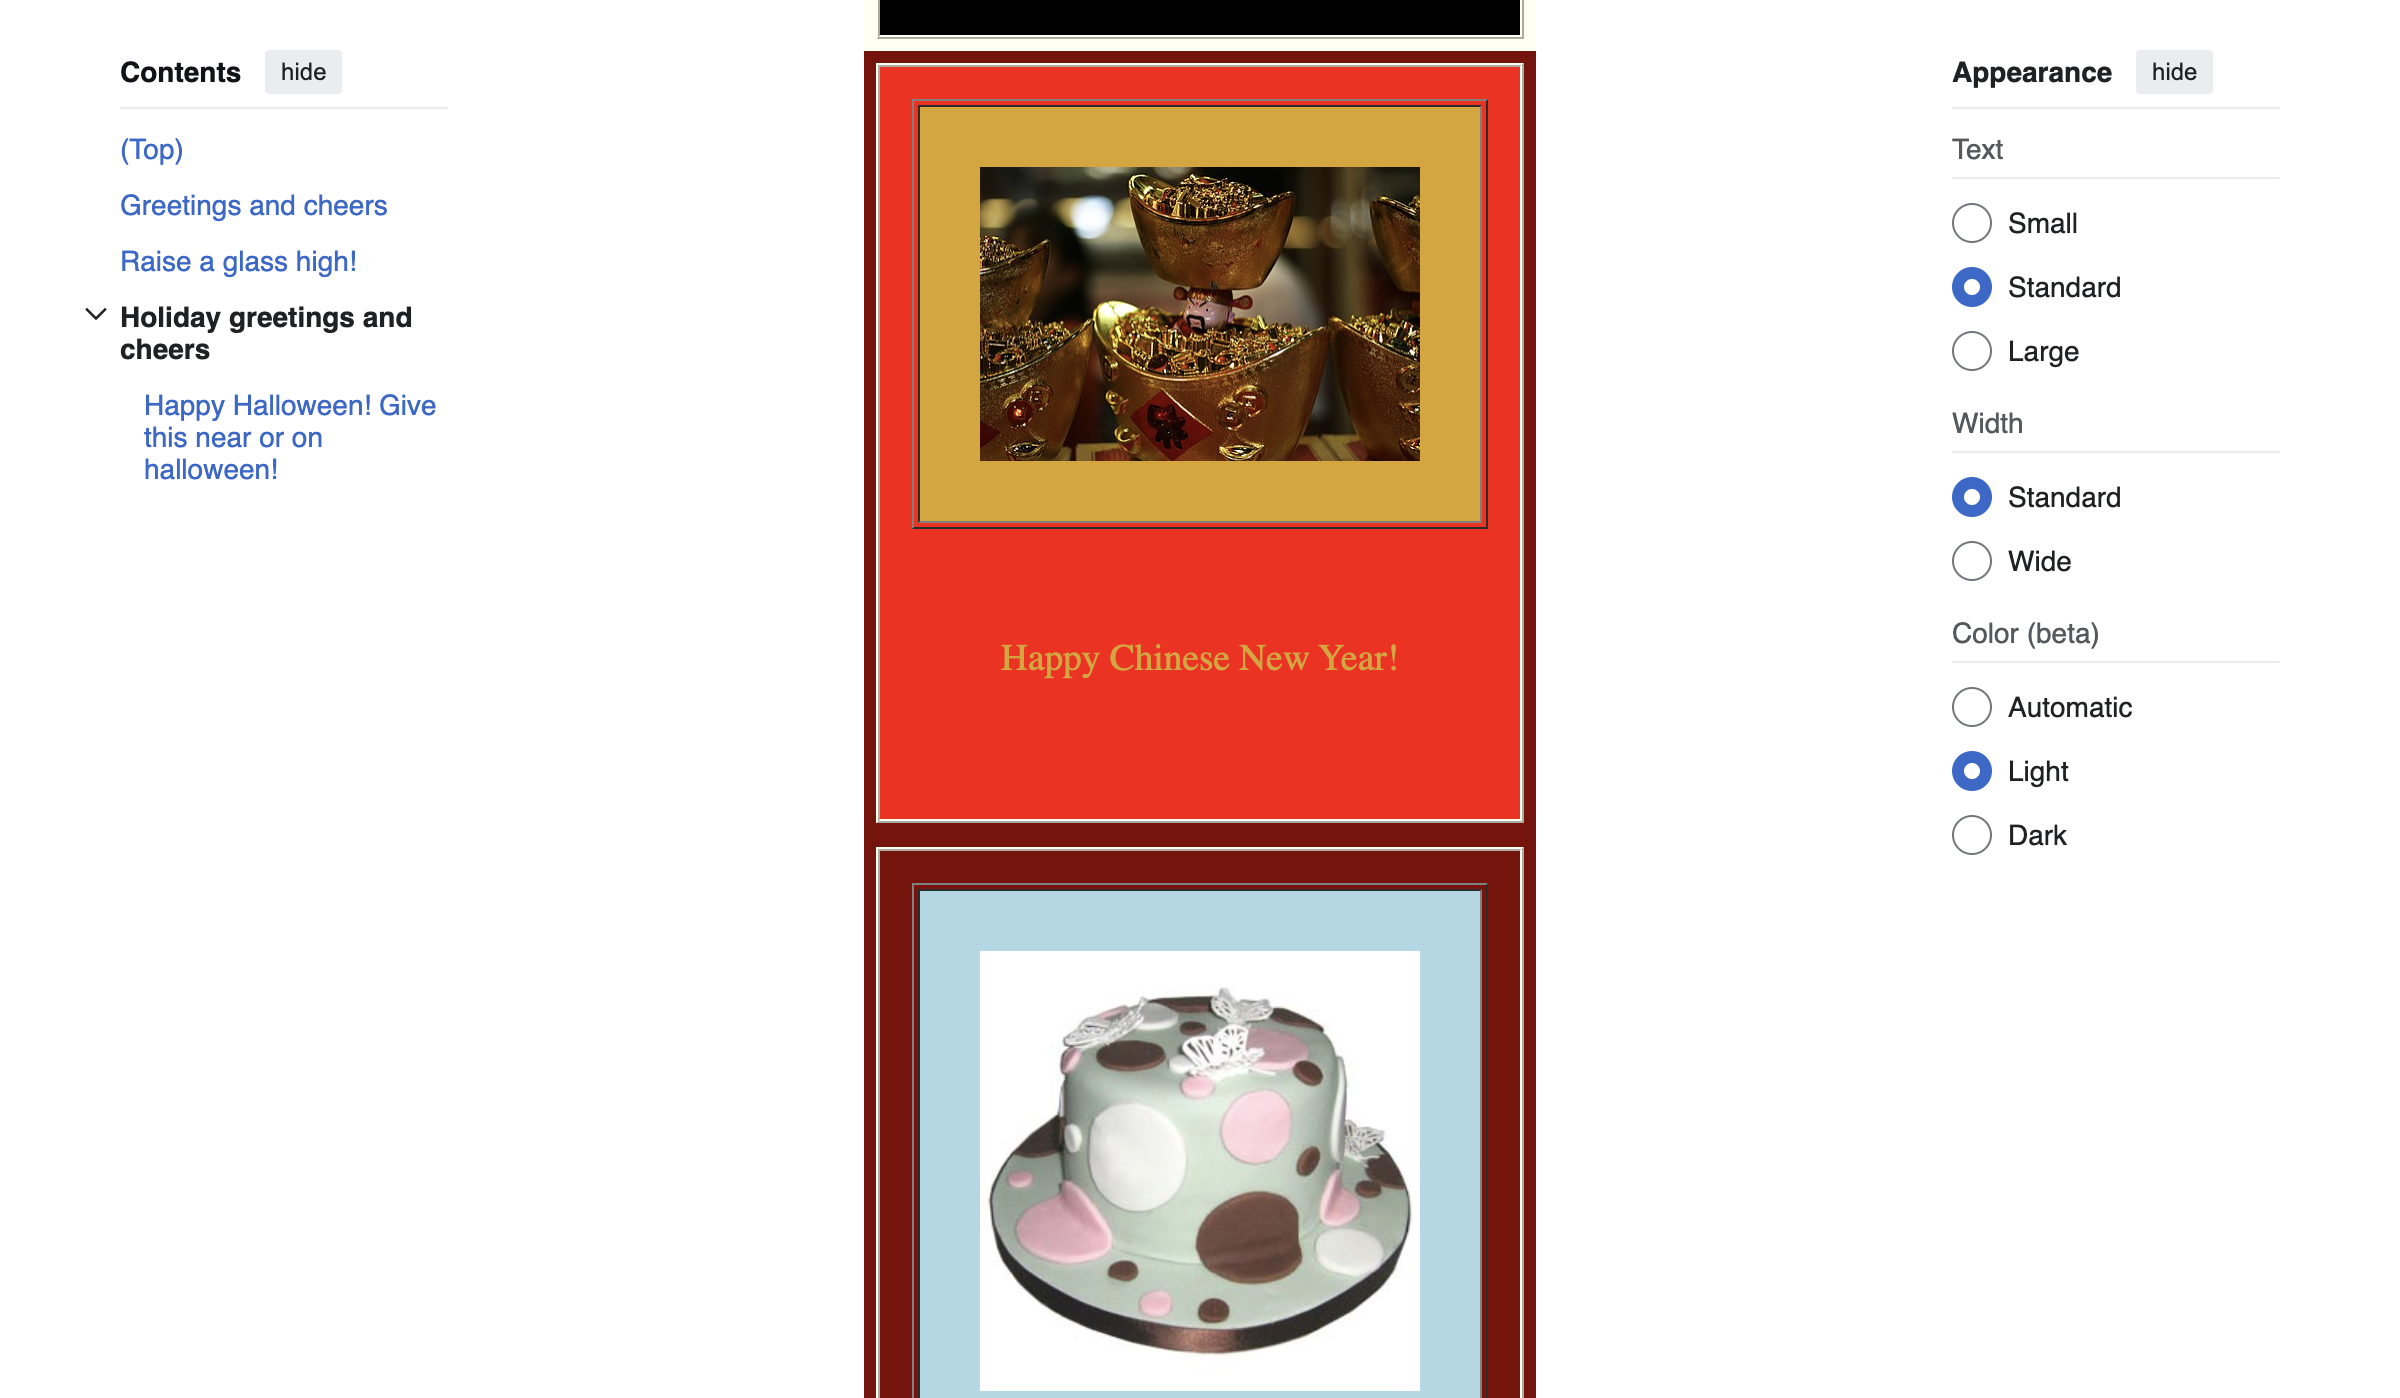 Contents hide
(Top)
Greetings and cheers
Raise a glass high!
Holiday greetings and
cheers
Happy Halloween! Give
this near or on
halloween!
Happy Chinese New Year!
Appearance hide
Text
Small
Standard
Large
Width
Standard
Wide
Color (beta)
Automatic
Light
Dark